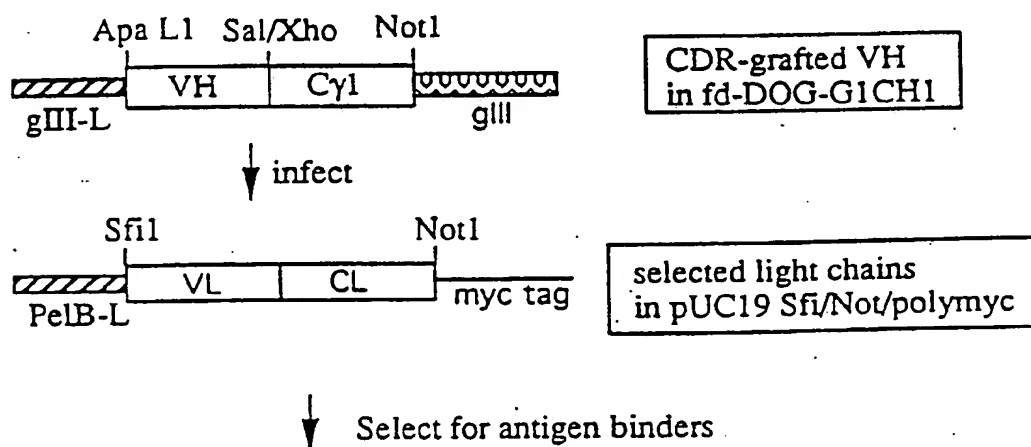 Apa L1 Sal/Xho Not1
VH Cγ1
gIII-L gIII
CDR-grafted VH
in fd-DOG-G1CH1
infect
Sfi1 Not1
VL CL
PelB-L myc tag
selected light chains
in pUC19 Sfi/Not/polymyc
Select for antigen binders